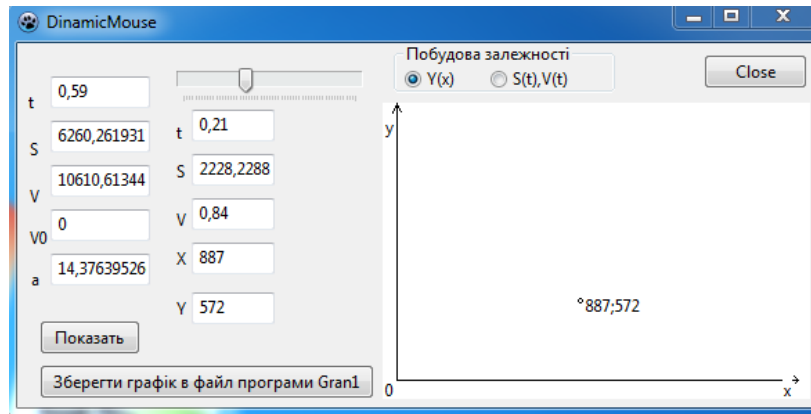 DinamicMouse
Побудова залежності
Y(x)
S(t),V(t)
Close
t
0,59
S
6260,261931
V
10610,61344
V0
0
a
14,37639526
t
0,21
S
2228,2288
V
0,84
X
887
Y
572
Показать
Зберегти графік в файл програми Gran1
y
887;572
0
x